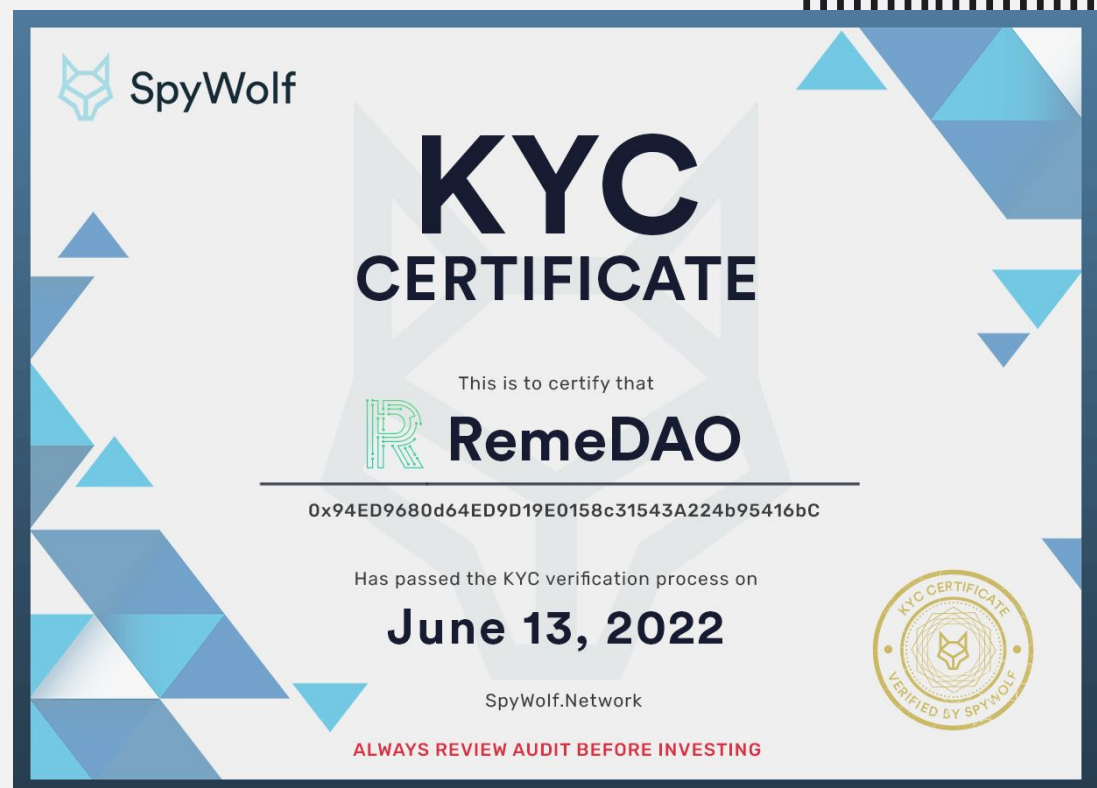 SpyWolf
KYC
CERTIFICATE
This is to certify that
R RemeDAO
0x94ED9680d64ED9D19E0158c31543A224b95416bC
Has passed the KYC verification process on
June 13, 2022
KYC CERTIFICATE
VERIFIED BY SPYWOLF
SpyWolf.Network
ALWAYS REVIEW AUDIT BEFORE INVESTING